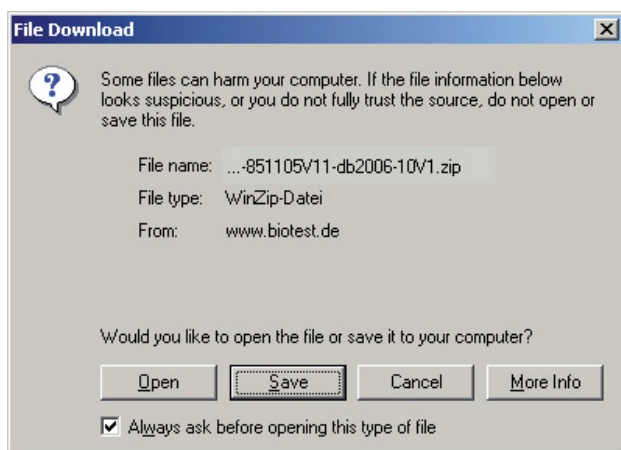 File Download
Some files can harm your computer. If the file information below
looks suspicious, or you do not fully trust the source, do not open or
save this file.
File name: ...-851105V11-db2006-10V1.zip
File type: WinZip-Datei
From: www.biotest.de
Would you like to open the file or save it to your computer?
Open Save Cancel More Info
Always ask before opening this type of file